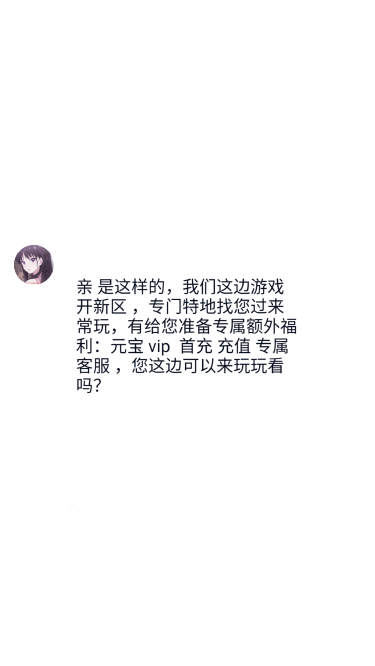 亲 是这样的，我们这边游戏
开新区 ，专门特地找您过来
常玩，有给您准备专属额外福
利：元宝 vip  首充 充值 专属
客服 ，您这边可以来玩玩看
吗？